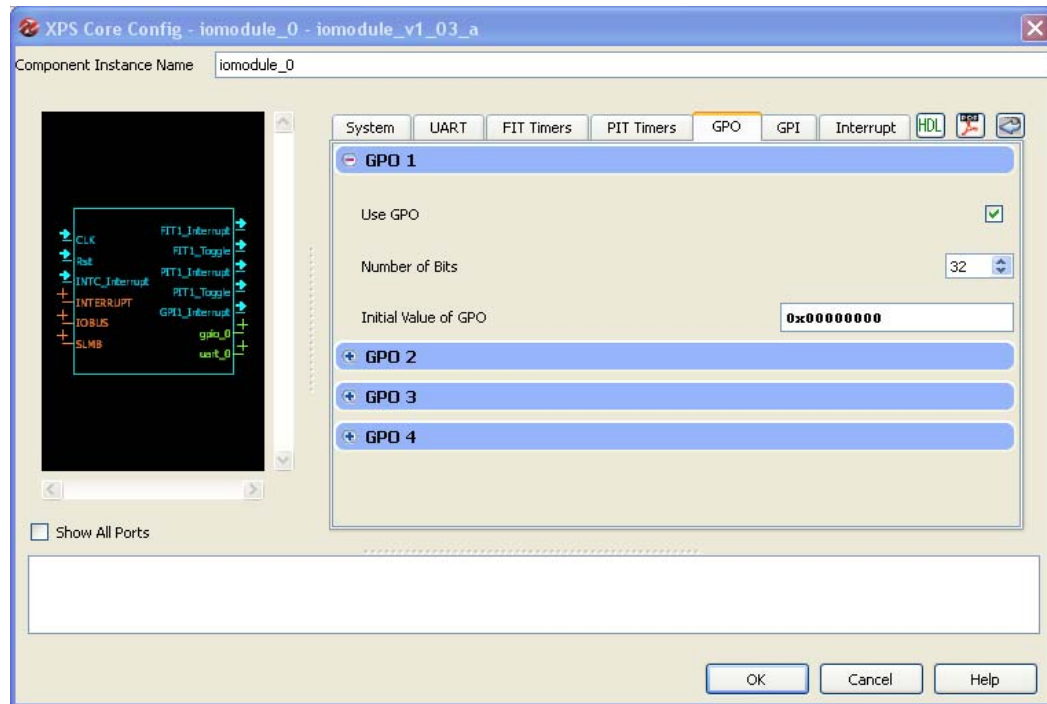 XPS Core Config - iomodule_0 - iomodule_v1_03_a
Component Instance Name iomodule_0
System UART FIT Timers PIT Timers GPO GPI Interrupt HDL PDF
GPO 1
Use GPO
Number of Bits 32
Initial Value of GPO 0x00000000
GPO 2
GPO 3
GPO 4
CLK
Rst
INTC_Interrupt
INTERRUPT
IOBUS
SLMB
FIT1_Interrupt
FIT1_Toggle
PIT1_Interrupt
PIT1_Toggle
GPI1_Interrupt
gpio_0
uart_0
Show All Ports
OK Cancel Help